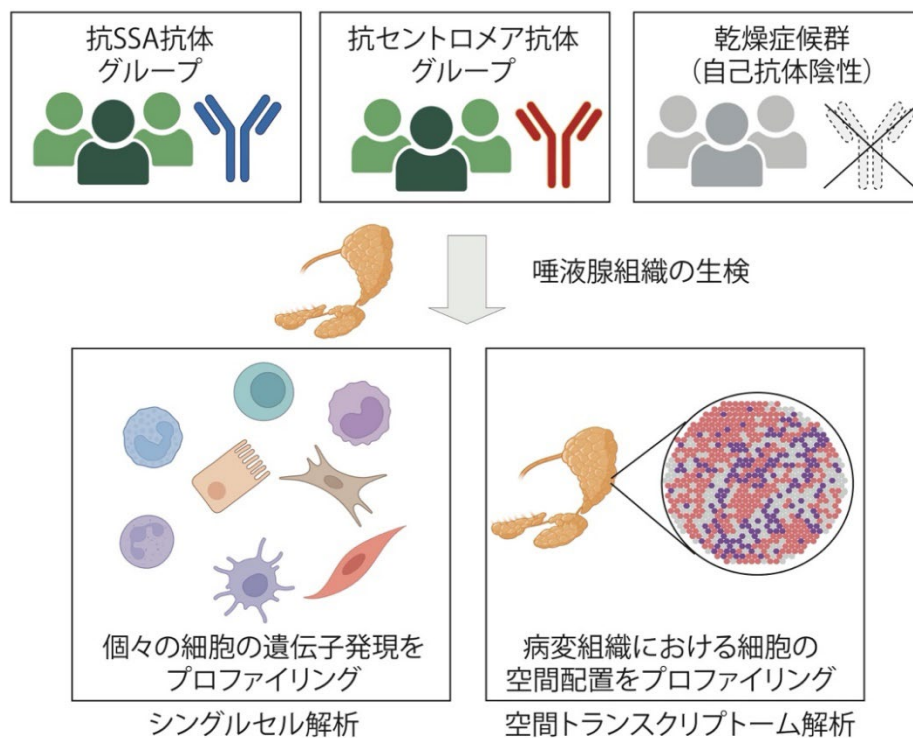 抗SSA抗体
グループ
抗セントロメア抗体
グループ
乾燥症候群
（自己抗体陰性）
唾液腺組織の生検
個々の細胞の遺伝子発現を
プロファイリング
シングルセル解析
病変組織における細胞の
空間配置をプロファイリング
空間トランスクリプトーム解析